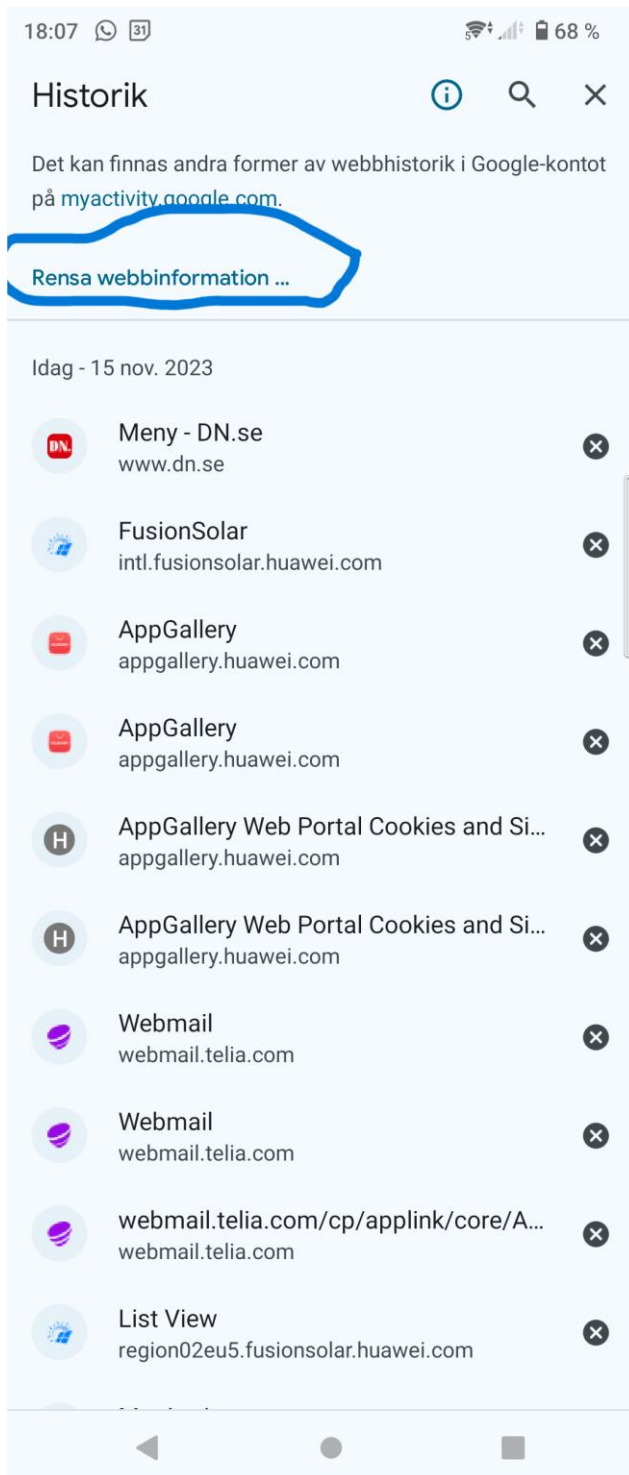 18:07 31 5 68 %
Historik
Det kan finnas andra former av webbhistorik i Google-kontot
på myactivity.google.com.
Rensa webbinformation ...
Idag - 15 nov. 2023
DN.
Meny - DN.se
www.dn.se
FusionSolar
intl.fusionsolar.huawei.com
AppGallery
appgallery.huawei.com
AppGallery
appgallery.huawei.com
H
AppGallery Web Portal Cookies and Si...
appgallery.huawei.com
H
AppGallery Web Portal Cookies and Si...
appgallery.huawei.com
Webmail
webmail.telia.com
Webmail
webmail.telia.com
webmail.telia.com/cp/applink/core/A...
webmail.telia.com
List View
region02eu5.fusionsolar.huawei.com